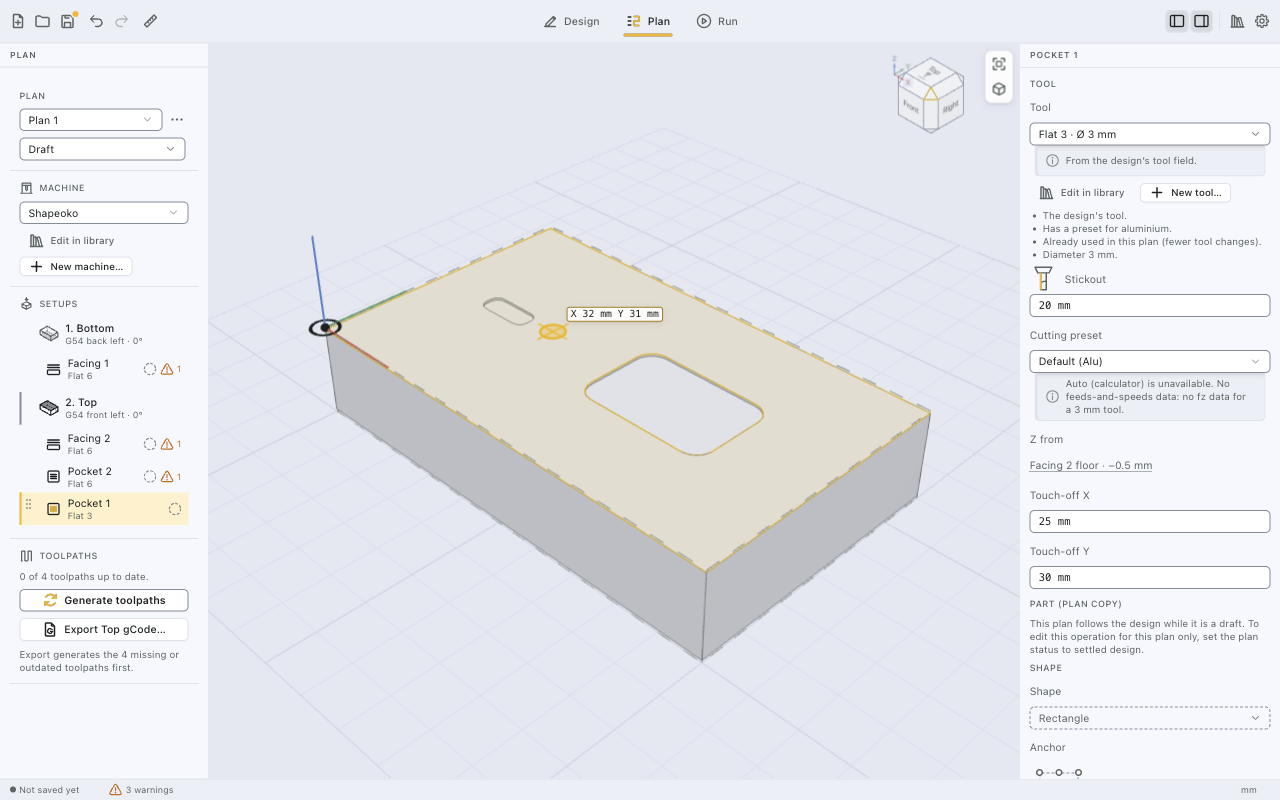 Design
Plan
Run
PLAN
PLAN
Plan 1
Draft
MACHINE
Shapeoko
Edit in library
New machine...
SETUPS
1. Bottom
G54 back left · 0°
Facing 1
Flat 6
1
2. Top
G54 front left · 0°
Facing 2
Flat 6
1
Pocket 2
Flat 6
1
Pocket 1
Flat 3
TOOLPATHS
0 of 4 toolpaths up to date.
Generate toolpaths
Export Top gCode...
Export generates the 4 missing or
outdated toolpaths first.
X 32 mm Y 31 mm
Z
X
Front
Right
POCKET 1
TOOL
Tool
Flat 3 · Ø 3 mm
From the design's tool field.
Edit in library
New tool...
• The design's tool.
• Has a preset for aluminium.
• Already used in this plan (fewer tool changes).
• Diameter 3 mm.
Stickout
20 mm
Cutting preset
Default (Alu)
Auto (calculator) is unavailable. No
feeds-and-speeds data: no fz data for
a 3 mm tool.
Z from
Facing 2 floor · −0.5 mm
Touch-off X
25 mm
Touch-off Y
30 mm
PART (PLAN COPY)
This plan follows the design while it is a draft. To
edit this operation for this plan only, set the plan
status to settled design.
SHAPE
Shape
Rectangle
Anchor
Not saved yet
3 warnings
mm